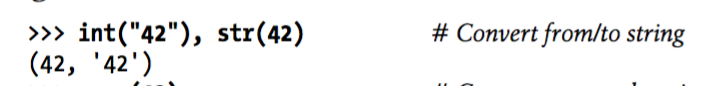 >>> int("42"), str(42) # Convert from/to string
(42, '42')